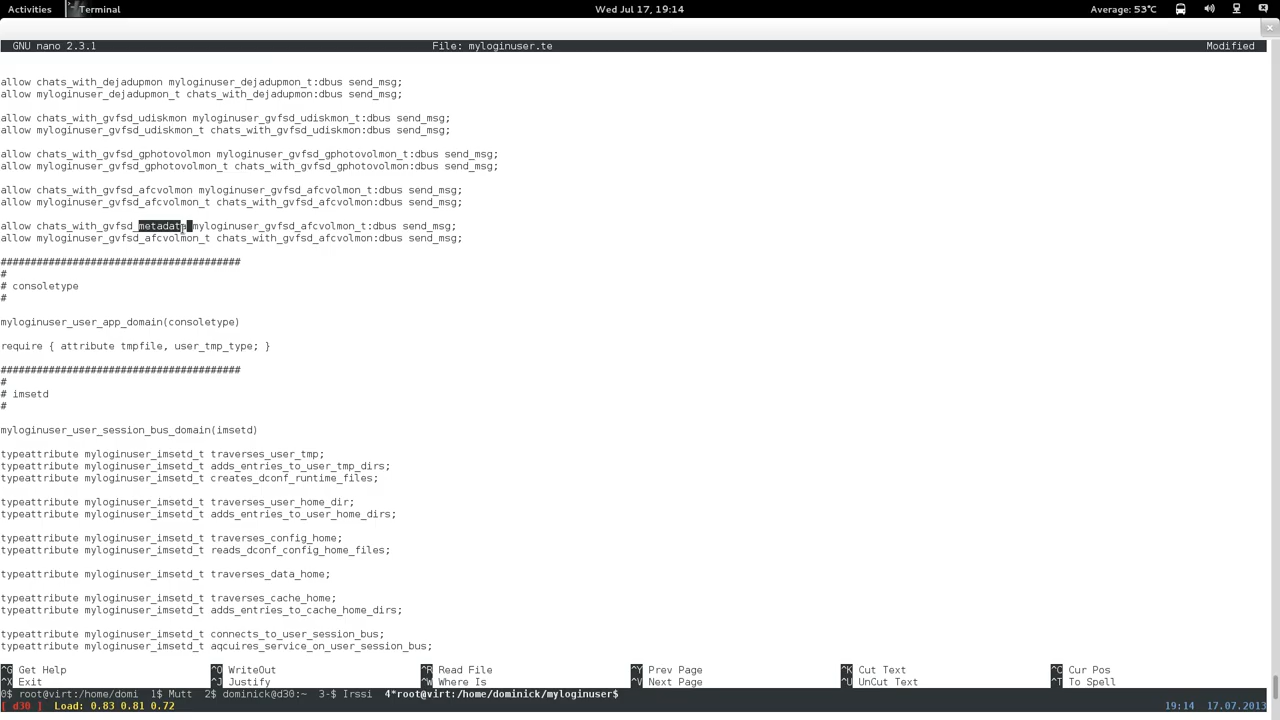 Activities Terminal Wed Jul 17, 19:14 Average: 53°C
GNU nano 2.3.1 File: myloginuser.te Modified
allow chats_with_dejadupmon myloginuser_dejadupmon_t:dbus send_msg;
allow myloginuser_dejadupmon_t chats_with_dejadupmon:dbus send_msg;
allow chats_with_gvfsd_udiskmon myloginuser_gvfsd_udiskmon_t:dbus send_msg;
allow myloginuser_gvfsd_udiskmon_t chats_with_gvfsd_udiskmon:dbus send_msg;
allow chats_with_gvfsd_gphotovolmon myloginuser_gvfsd_gphotovolmon_t:dbus send_msg;
allow myloginuser_gvfsd_gphotovolmon_t chats_with_gvfsd_gphotovolmon:dbus send_msg;
allow chats_with_gvfsd_afcvolmon myloginuser_gvfsd_afcvolmon_t:dbus send_msg;
allow myloginuser_gvfsd_afcvolmon_t chats_with_gvfsd_afcvolmon:dbus send_msg;
allow chats_with_gvfsd_metadata myloginuser_gvfsd_afcvolmon_t:dbus send_msg;
allow myloginuser_gvfsd_afcvolmon_t chats_with_gvfsd_afcvolmon:dbus send_msg;
########################################
#
# consoletype
#
myloginuser_user_app_domain(consoletype)
require { attribute tmpfile, user_tmp_type; }
########################################
#
# imsetd
#
myloginuser_user_session_bus_domain(imsetd)
typeattribute myloginuser_imsetd_t traverses_user_tmp;
typeattribute myloginuser_imsetd_t adds_entries_to_user_tmp_dirs;
typeattribute myloginuser_imsetd_t creates_dconf_runtime_files;
typeattribute myloginuser_imsetd_t traverses_user_home_dir;
typeattribute myloginuser_imsetd_t adds_entries_to_user_home_dirs;
typeattribute myloginuser_imsetd_t traverses_config_home;
typeattribute myloginuser_imsetd_t reads_dconf_config_home_files;
typeattribute myloginuser_imsetd_t traverses_data_home;
typeattribute myloginuser_imsetd_t traverses_cache_home;
typeattribute myloginuser_imsetd_t adds_entries_to_cache_home_dirs;
typeattribute myloginuser_imsetd_t connects_to_user_session_bus;
typeattribute myloginuser_imsetd_t aqcuires_service_on_user_session_bus;
^G Get Help ^O WriteOut ^R Read File ^Y Prev Page ^K Cut Text ^C Cur Pos
^X Exit ^J Justify ^W Where Is ^V Next Page ^U UnCut Text ^T To Spell
0$ root@virt:/home/domi 1$ Mutt 2$ dominick@d30:~ 3-$ Irssi 4*root@virt:/home/dominick/myloginuser$
[ d30 ] Load: 0.83 0.81 0.72 19:14 17.07.2013